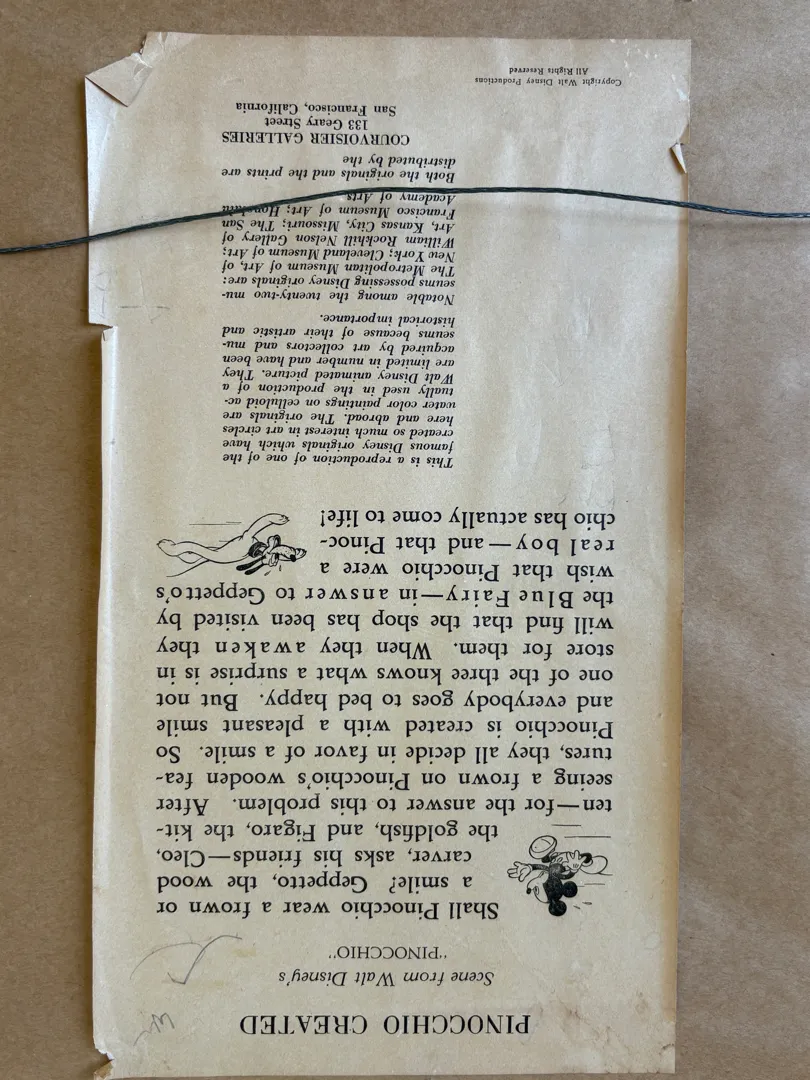 PINOCCHIO CREATED
Scene from Walt Disney's
"PINOCCHIO"
Shall Pinocchio wear a frown or
a smile? Geppetto, the wood
carver, asks his friends—Cleo,
the goldfish, and Figaro, the kit-
ten—for the answer to this problem. After
seeing a frown on Pinocchio's wooden fea-
tures, they all decide in favor of a smile. So
Pinocchio is created with a pleasant smile
and everybody goes to bed happy. But not
one of the three knows what a surprise is in
store for them. When they awaken they
will find that the shop has been visited by
the Blue Fairy—in answer to Geppetto's
wish that Pinocchio were a
real boy—and that Pinoc-
chio has actually come to life!
This is a reproduction of one of the
famous Disney originals which have
created so much interest in art circles
here and abroad. The originals are
water color paintings on celluloid ac-
tually used in the production of a
Walt Disney animated picture. They
are limited in number and have been
acquired by art collectors and mu-
seums because of their artistic and
historical importance.
Notable among the twenty-two mu-
seums possessing Disney originals are:
The Metropolitan Museum of Art, of
New York; Cleveland Museum of Art;
William Rockhill Nelson Gallery of
Art, Kansas City, Missouri; The San
Francisco Museum of Art; Honolulu
Academy of Arts.
Both the originals and the prints are
distributed by the
COURVOISIER GALLERIES
133 Geary Street
San Francisco, California
Copyright Walt Disney Productions
All Rights Reserved